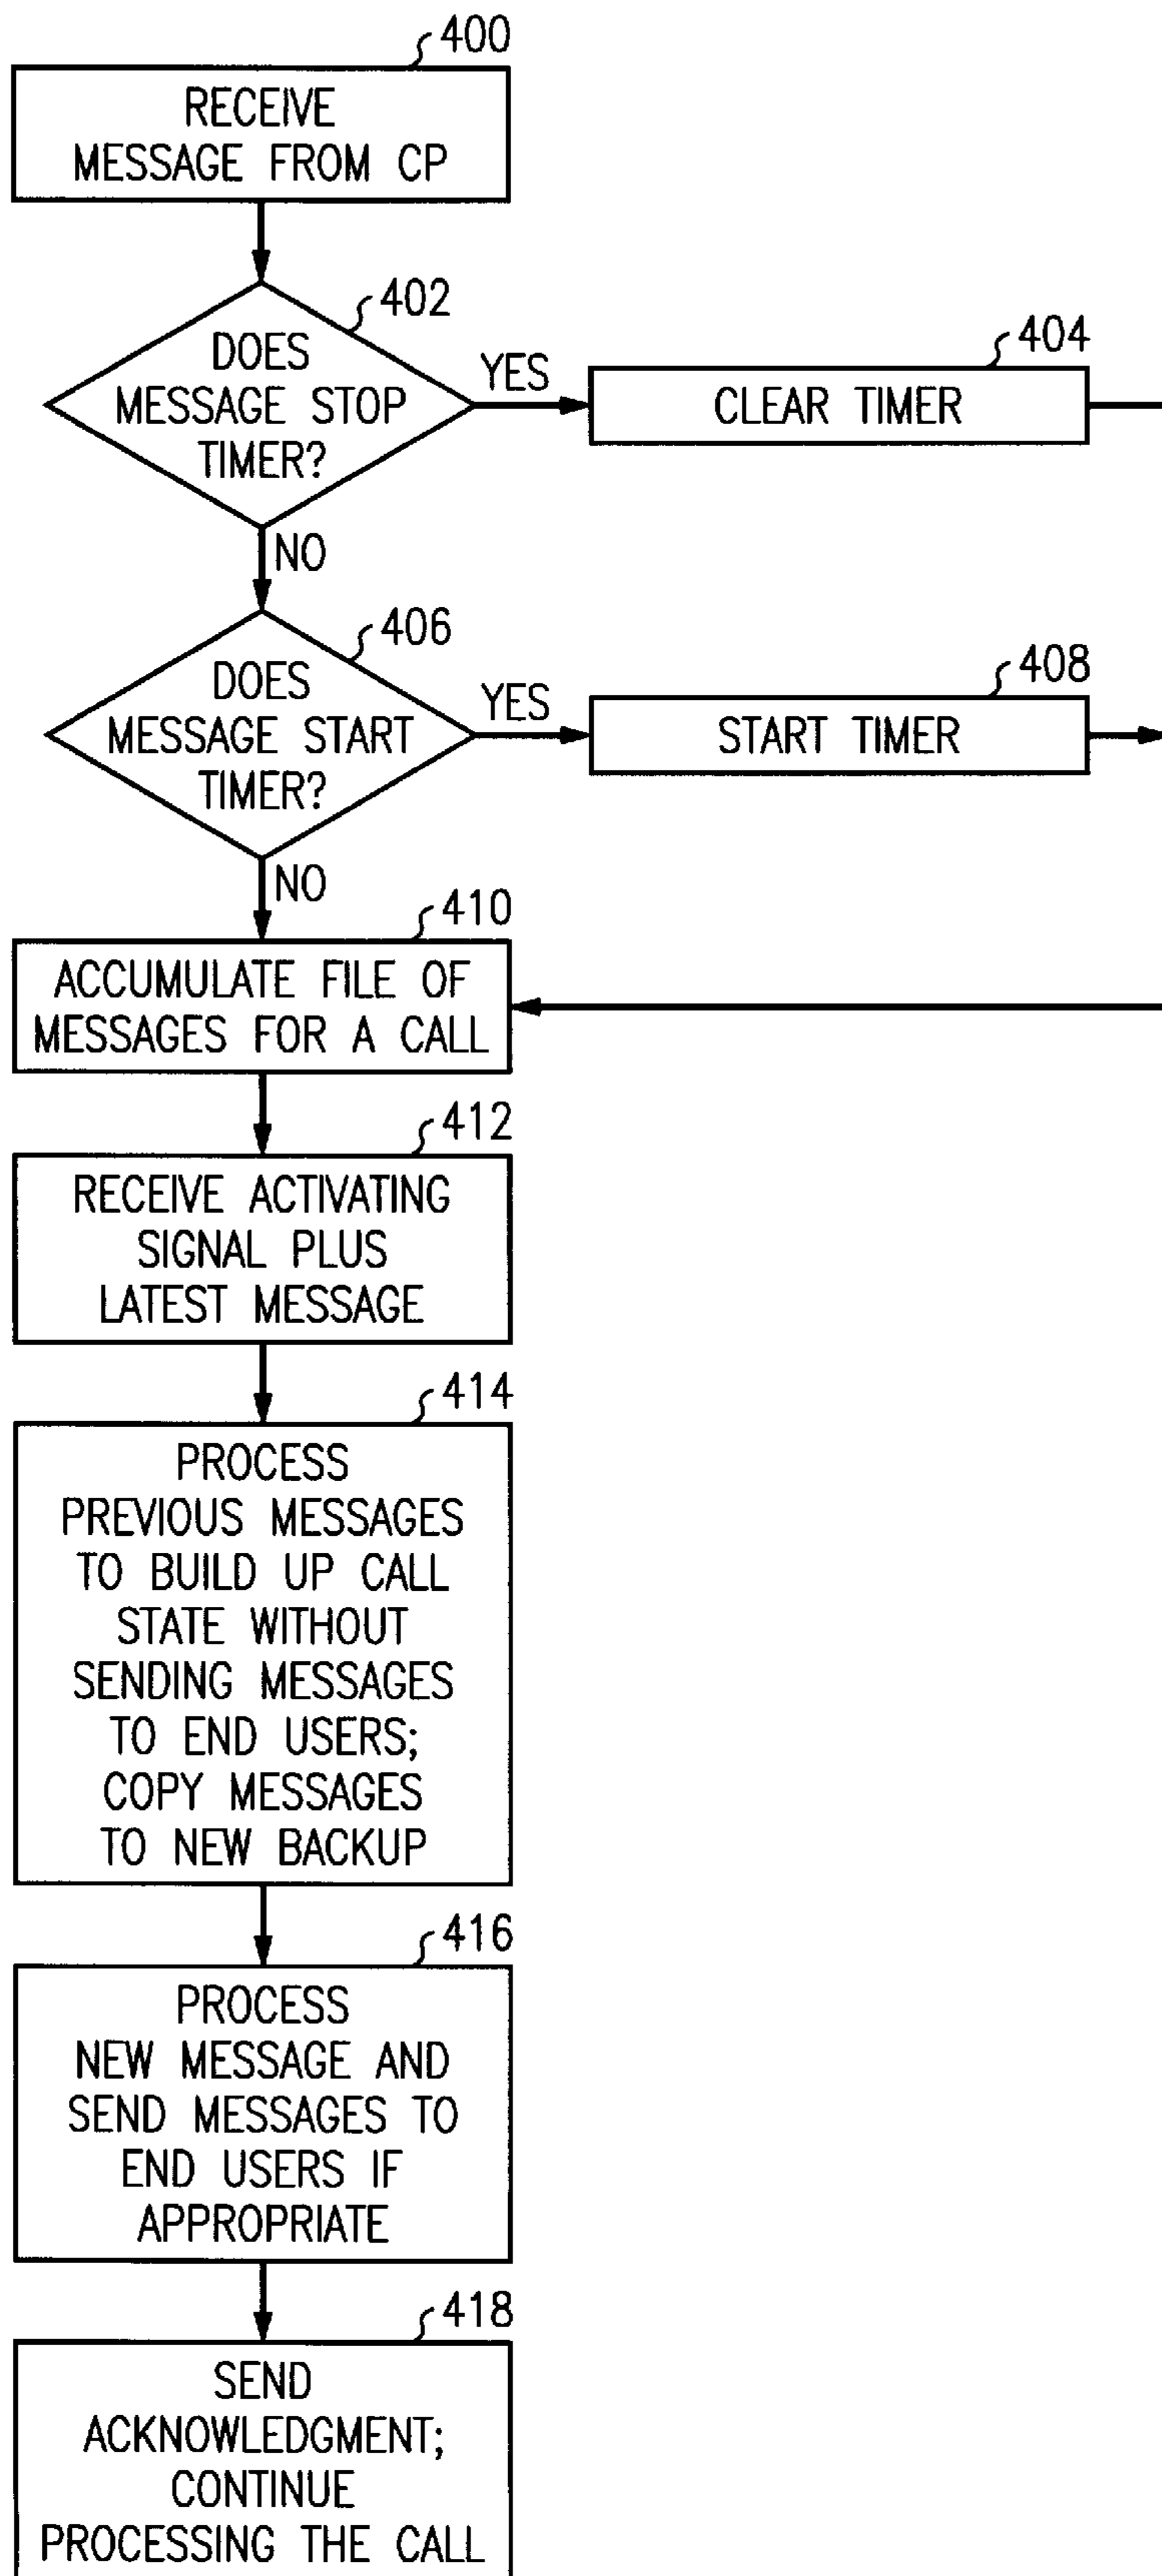 400
RECEIVE
MESSAGE FROM CP
402
DOES
MESSAGE STOP
TIMER?
YES
404
CLEAR TIMER
NO
406
DOES
MESSAGE START
TIMER?
YES
408
START TIMER
NO
410
ACCUMULATE FILE OF
MESSAGES FOR A CALL
412
RECEIVE ACTIVATING
SIGNAL PLUS
LATEST MESSAGE
414
PROCESS
PREVIOUS MESSAGES
TO BUILD UP CALL
STATE WITHOUT
SENDING MESSAGES
TO END USERS;
COPY MESSAGES
TO NEW BACKUP
416
PROCESS
NEW MESSAGE AND
SEND MESSAGES TO
END USERS IF
APPROPRIATE
418
SEND
ACKNOWLEDGMENT;
CONTINUE
PROCESSING THE CALL